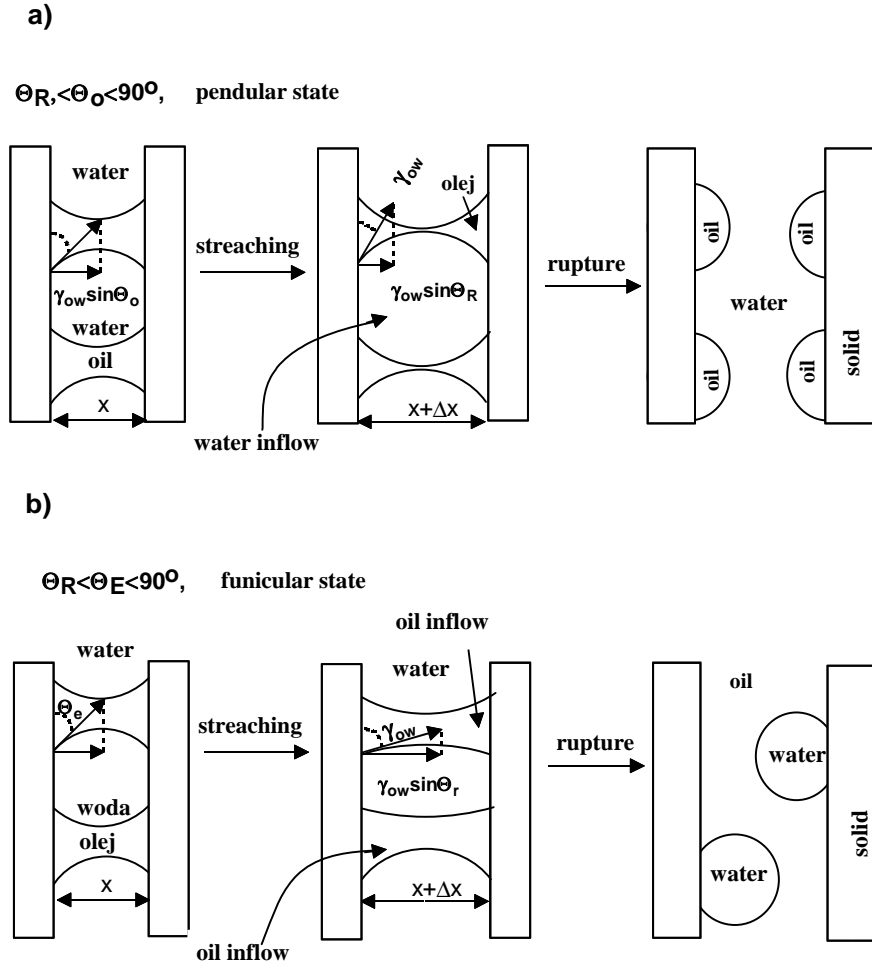 a)
ΘR,<Θo<90o, pendular state
water
γow
olej
streaching
rupture
oil
oil
γowsinΘo
γowsinΘR
water
water
oil
oil
oil
solid
x
x+Δx
water inflow
b)
ΘR<ΘE<90o, funicular state
oil inflow
water
water
oil
Θe
streaching
γow
rupture
water
γowsinΘr
woda
olej
solid
water
x
x+Δx
oil inflow